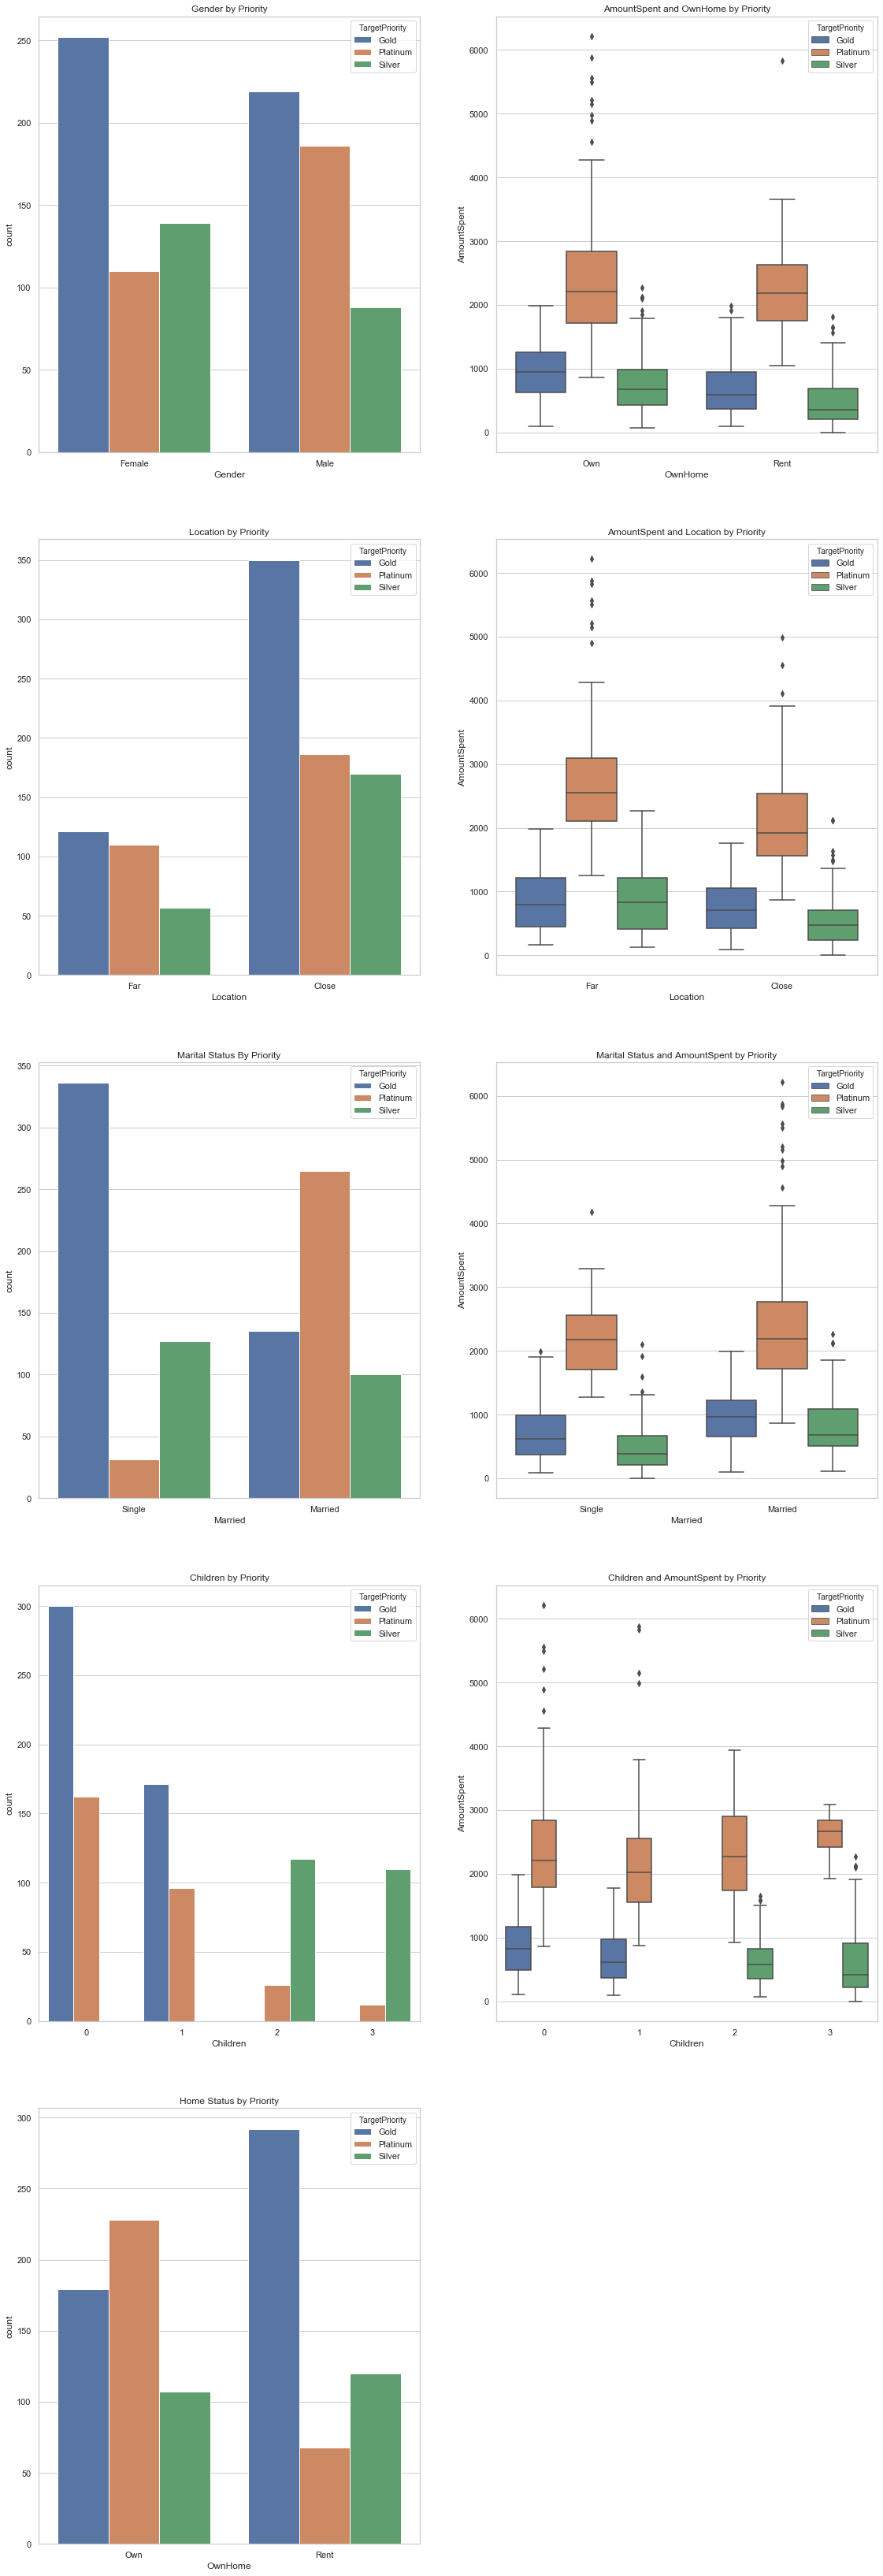 Gender by Priority
TargetPriority
Gold
Platinum
Silver
250
200
150
100
50
0
count
Female Male
Gender
AmountSpent and OwnHome by Priority
TargetPriority
Gold
Platinum
Silver
6000
5000
4000
3000
2000
1000
0
AmountSpent
Own Rent
OwnHome
Location by Priority
TargetPriority
Gold
Platinum
Silver
350
300
250
200
150
100
50
0
count
Far Close
Location
AmountSpent and Location by Priority
TargetPriority
Gold
Platinum
Silver
6000
5000
4000
3000
2000
1000
0
AmountSpent
Far Close
Location
Marital Status By Priority
TargetPriority
Gold
Platinum
Silver
350
300
250
200
150
100
50
0
count
Single Married
Married
Marital Status and AmountSpent by Priority
TargetPriority
Gold
Platinum
Silver
6000
5000
4000
3000
2000
1000
0
AmountSpent
Single Married
Married
Children by Priority
TargetPriority
Gold
Platinum
Silver
300
250
200
150
100
50
0
count
0 1 2 3
Children
Children and AmountSpent by Priority
TargetPriority
Gold
Platinum
Silver
6000
5000
4000
3000
2000
1000
0
AmountSpent
0 1 2 3
Children
Home Status by Priority
TargetPriority
Gold
Platinum
Silver
300
250
200
150
100
50
0
count
Own Rent
OwnHome